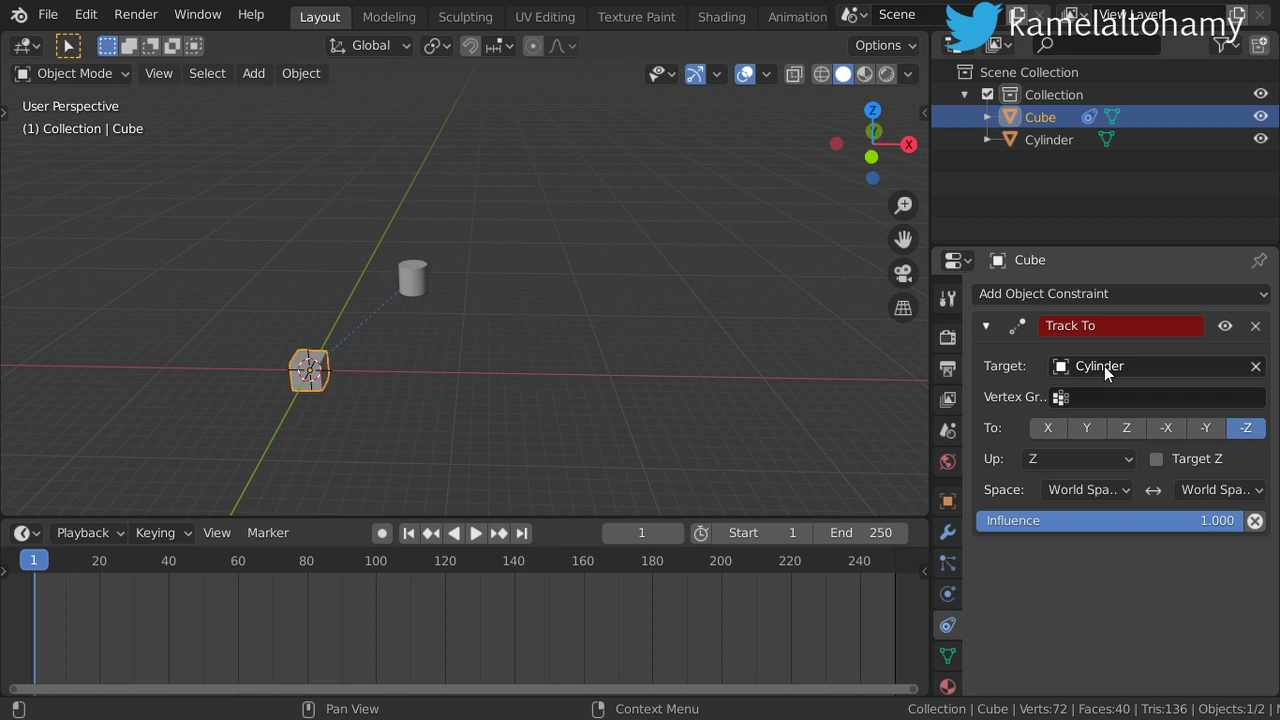 File Edit Render Window Help
Layout Modeling Sculpting UV Editing Texture Paint Shading Animation
Scene
View Layer
kamelaltohamy
Global
Options
Object Mode View Select Add Object
User Perspective
(1) Collection | Cube
Z
Y
X
Scene Collection
Collection
Cube
Cylinder
Cube
Add Object Constraint
Track To
Target: Cylinder
Vertex Gr..
To: X Y Z -X -Y -Z
Up: Z Target Z
Space: World Spa.. World Spa..
Influence 1.000
Playback Keying View Marker
1 Start 1 End 250
1 20 40 60 80 100 120 140 160 180 200 220 240
Pan View
Context Menu
Collection | Cube | Verts:72 | Faces:40 | Tris:136 | Objects:1/2 |